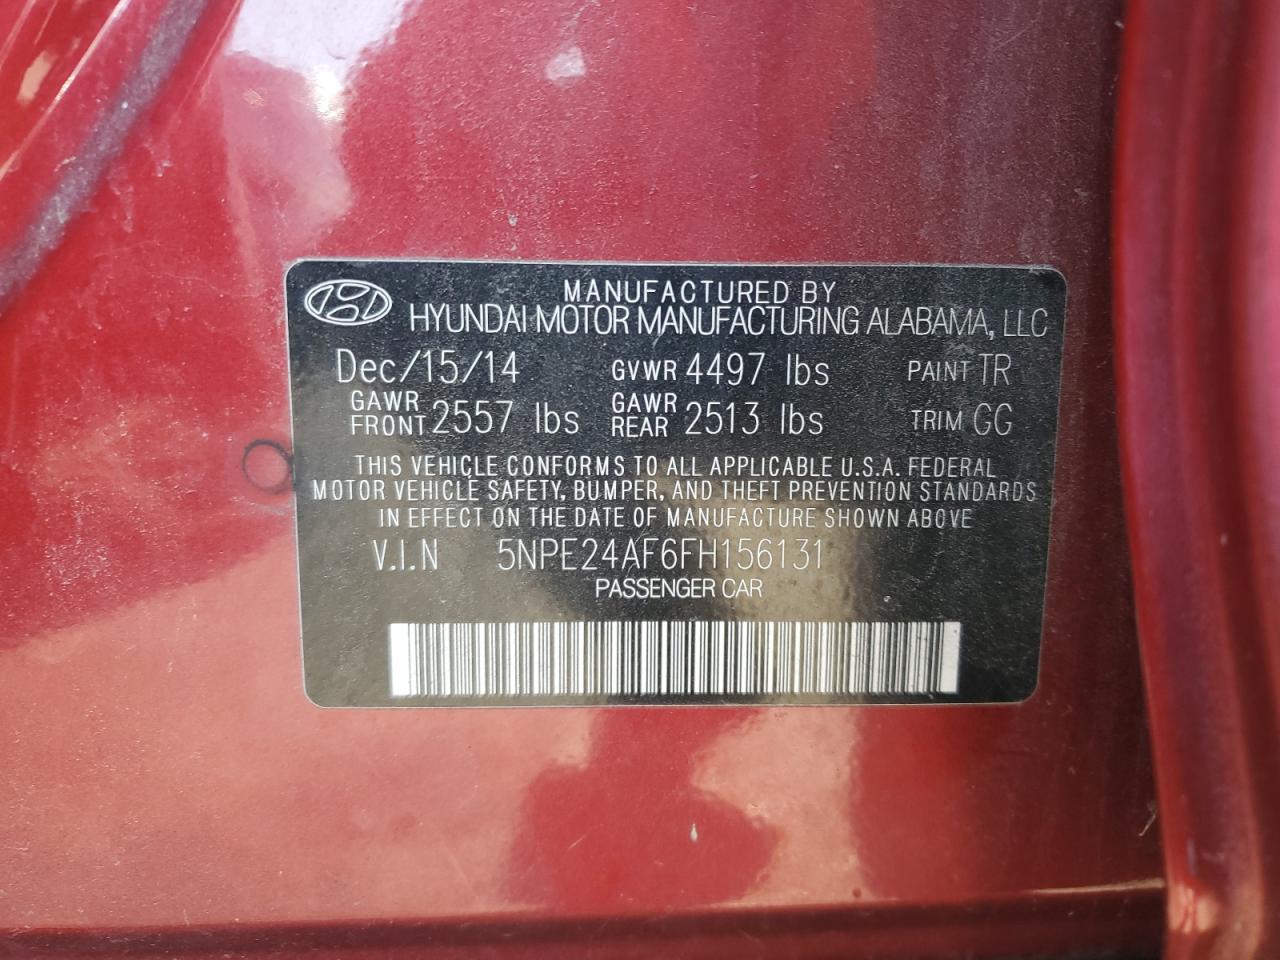 MANUFACTURED BY
HYUNDAI MOTOR MANUFACTURING ALABAMA, LLC
Dec/15/14 GVWR 4497 lbs PAINT TR
GAWR FRONT 2557 lbs GAWR REAR 2513 lbs TRIM GG
THIS VEHICLE CONFORMS TO ALL APPLICABLE U.S.A. FEDERAL
MOTOR VEHICLE SAFETY, BUMPER, AND THEFT PREVENTION STANDARDS
IN EFFECT ON THE DATE OF MANUFACTURE SHOWN ABOVE
V.I.N 5NPE24AF6FH156131
PASSENGER CAR